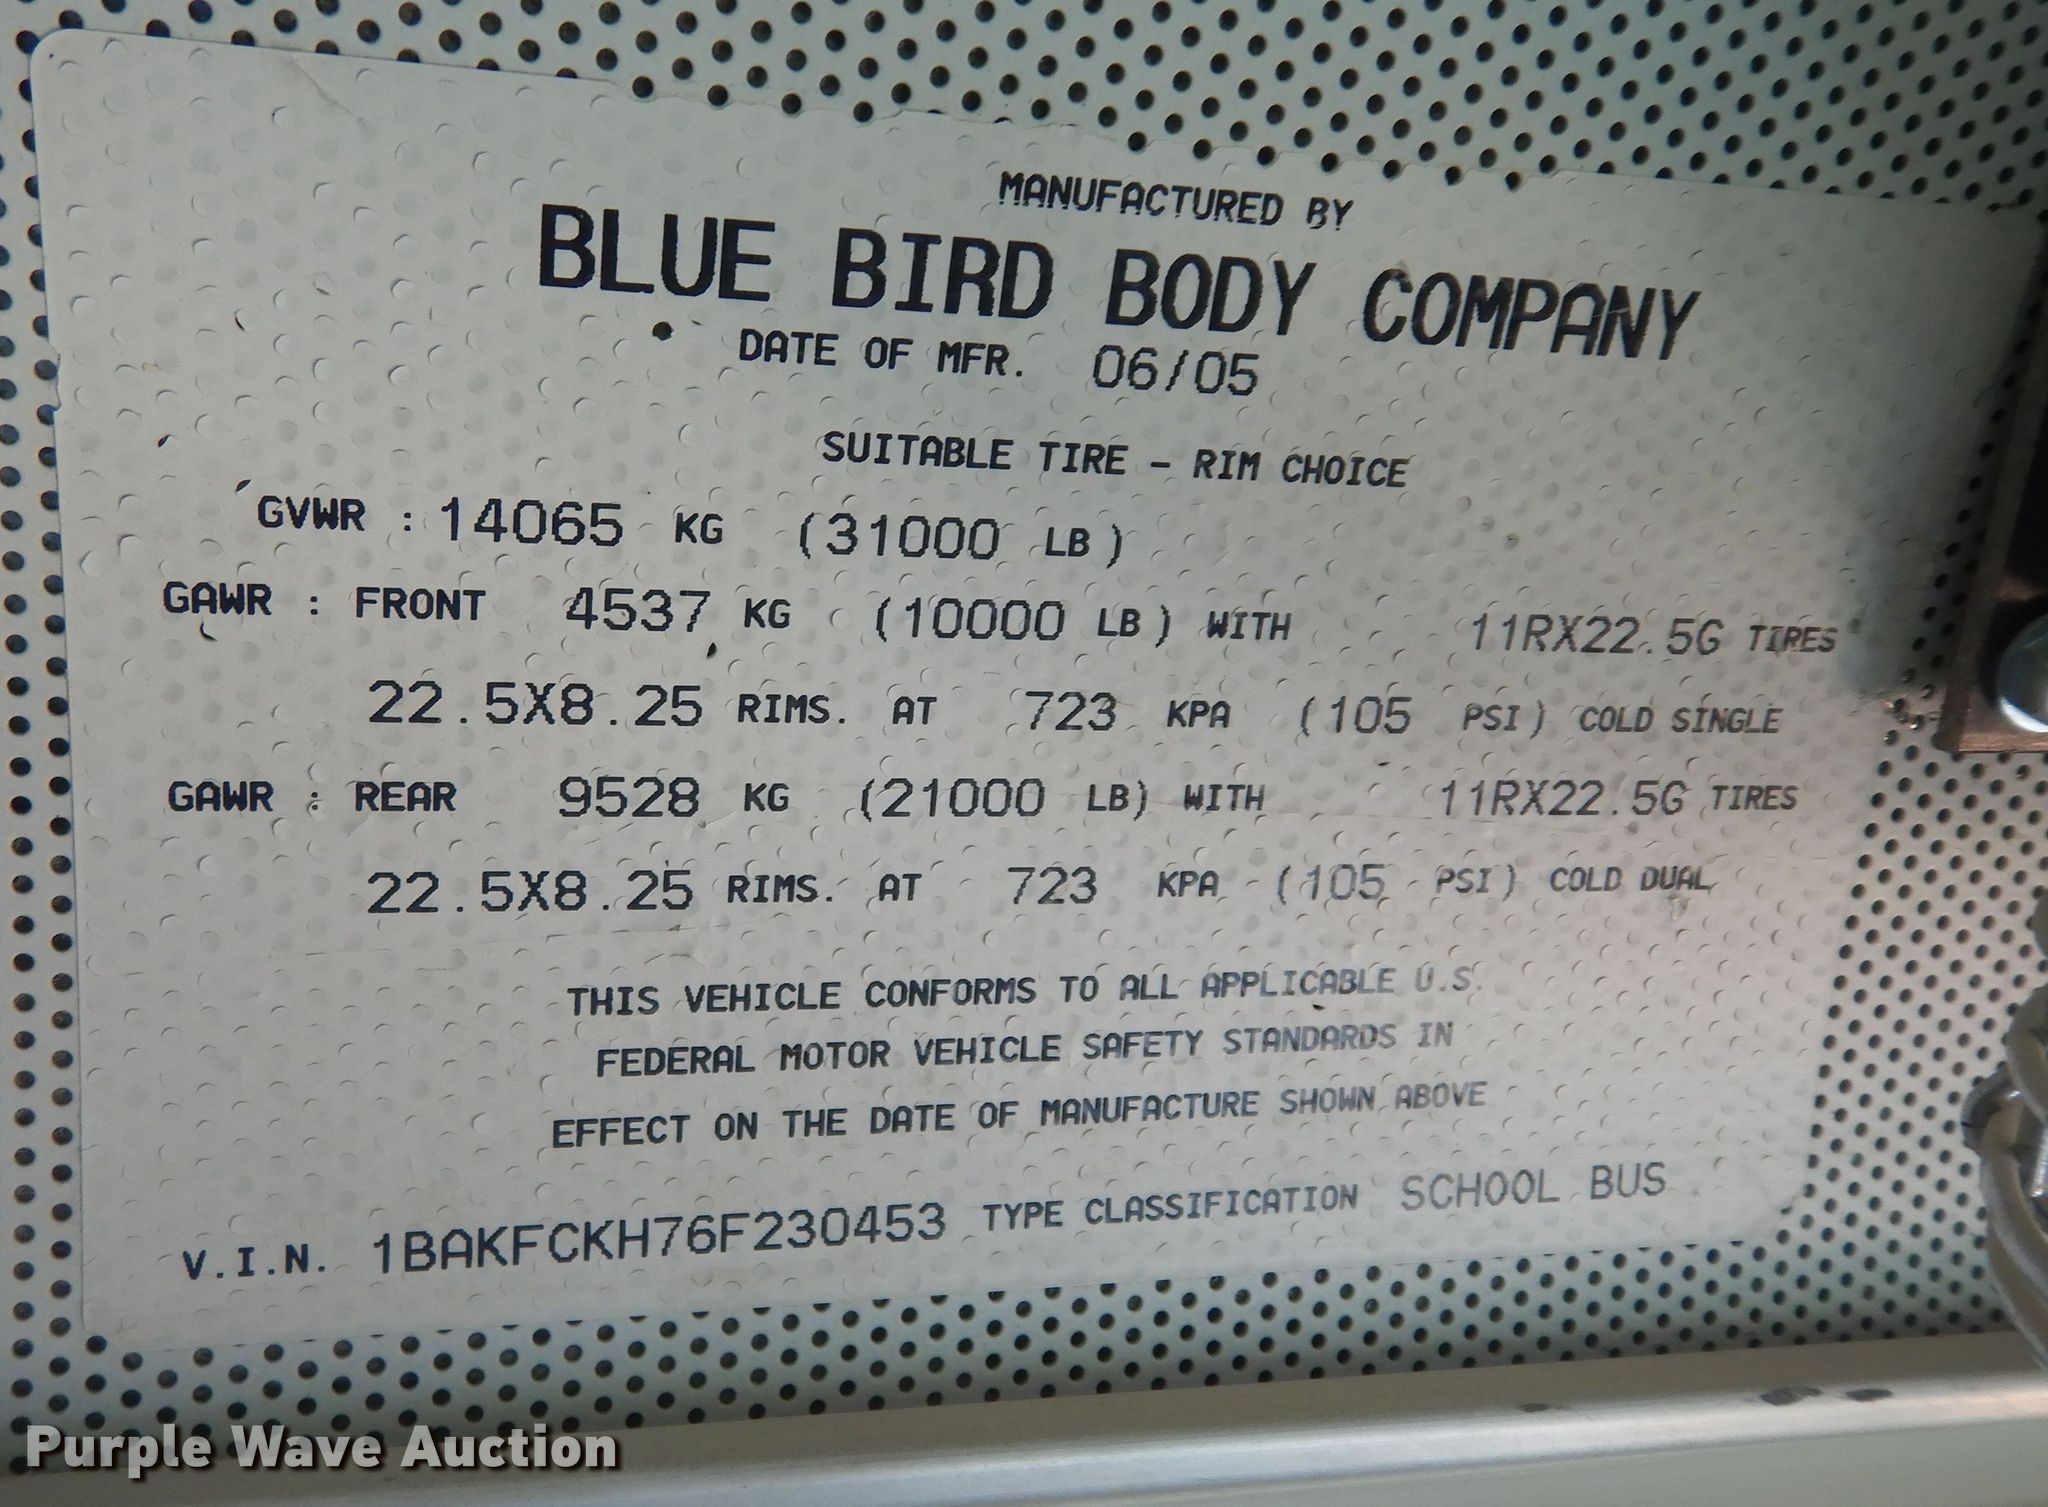 MANUFACTURED BY
BLUE BIRD BODY COMPANY
DATE OF MFR. 06/05
SUITABLE TIRE - RIM CHOICE
GVWR : 14065 KG (31000 LB)
GAWR : FRONT 4537 KG (10000 LB) WITH 11RX22.5G TIRES
22.5X8.25 RIMS. AT 723 KPA (105 PSI) COLD SINGLE
GAWR : REAR 9528 KG (21000 LB) WITH 11RX22.5G TIRES
22.5X8.25 RIMS. AT 723 KPA (105 PSI) COLD DUAL
THIS VEHICLE CONFORMS TO ALL APPLICABLE U.S.
FEDERAL MOTOR VEHICLE SAFETY STANDARDS IN
EFFECT ON THE DATE OF MANUFACTURE SHOWN ABOVE
V.I.N. 1BAKFCKH76F230453 TYPE CLASSIFICATION SCHOOL BUS
Purple Wave Auction